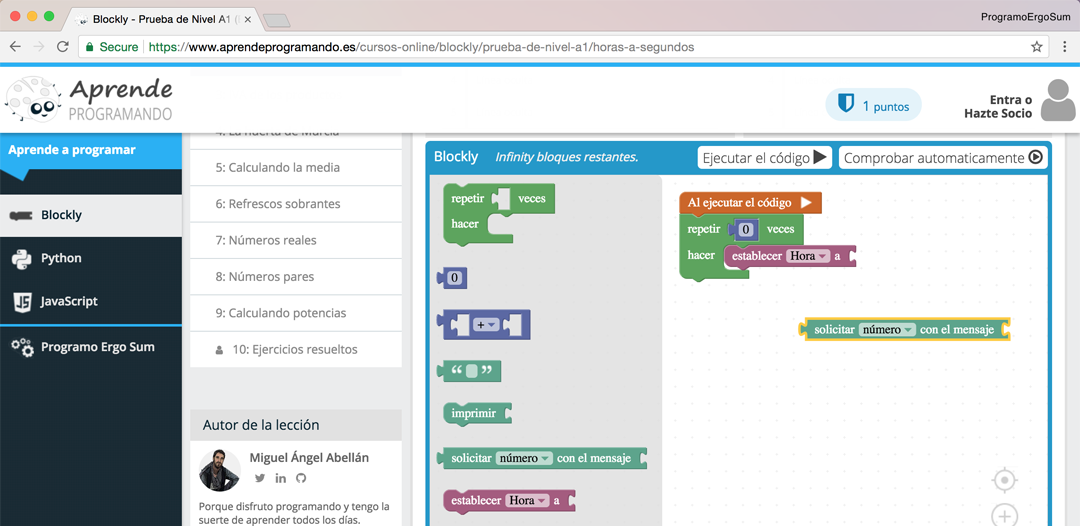 Blockly - Prueba de Nivel A1 (
ProgramoErgoSum
Secure
https://www.aprendeprogramando.es/cursos-online/blockly/prueba-de-nivel-a1/horas-a-segundos
Aprende
PROGRAMANDO
1 puntos
Entra o
Hazte Socio
Aprende a programar
Blockly
Python
JavaScript
Programo Ergo Sum
4: La huerta de Murcia
5: Calculando la media
6: Refrescos sobrantes
7: Números reales
8: Números pares
9: Calculando potencias
10: Ejercicios resueltos
Autor de la lección
Miguel Ángel Abellán
Porque disfruto programando y tengo la
suerte de aprender todos los días.
Blockly Infinity bloques restantes.
Ejecutar el código
Comprobar automaticamente
repetir veces
hacer
0
+
“ ”
imprimir
solicitar número con el mensaje
establecer Hora a
Al ejecutar el código
repetir 0 veces
hacer establecer Hora a
solicitar número con el mensaje